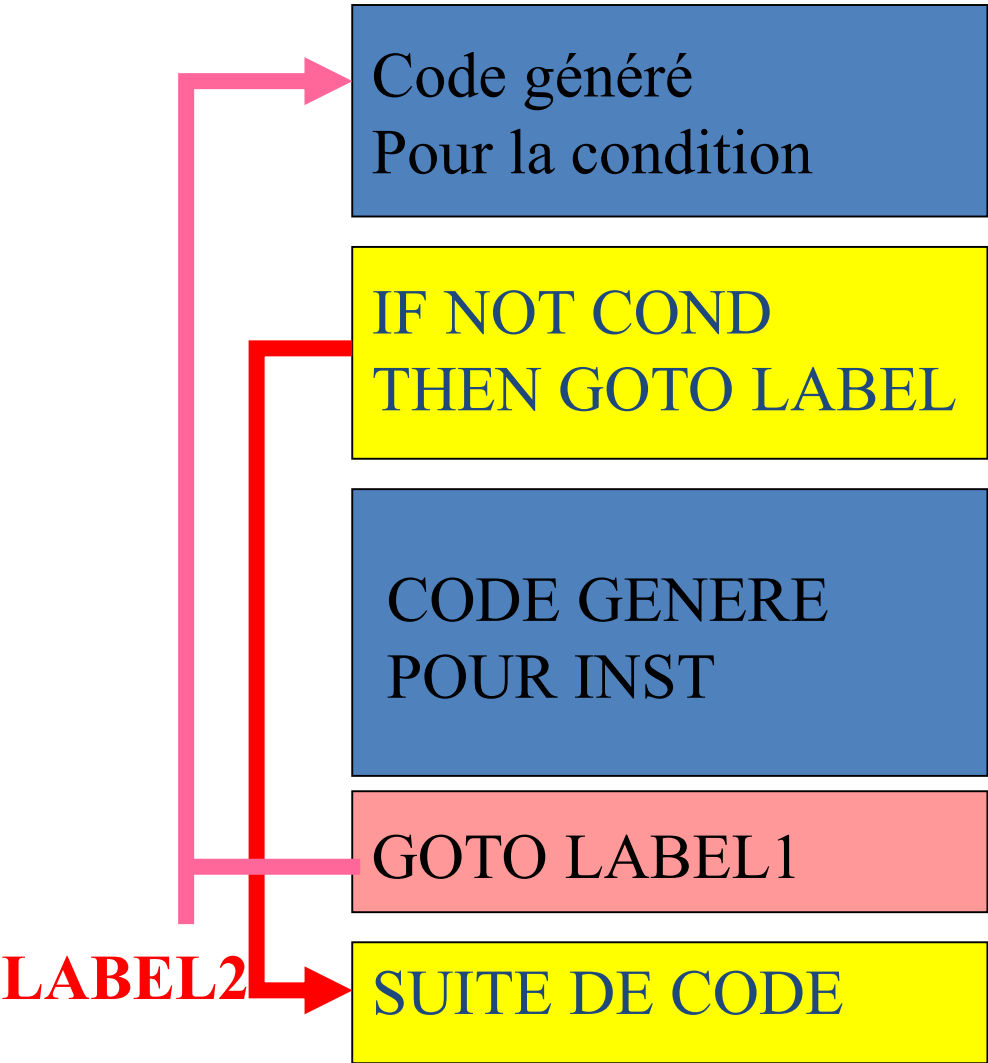 Code généré
Pour la condition
IF NOT COND
THEN GOTO LABEL
CODE GENERE
POUR INST
GOTO LABEL1
LABEL2
SUITE DE CODE